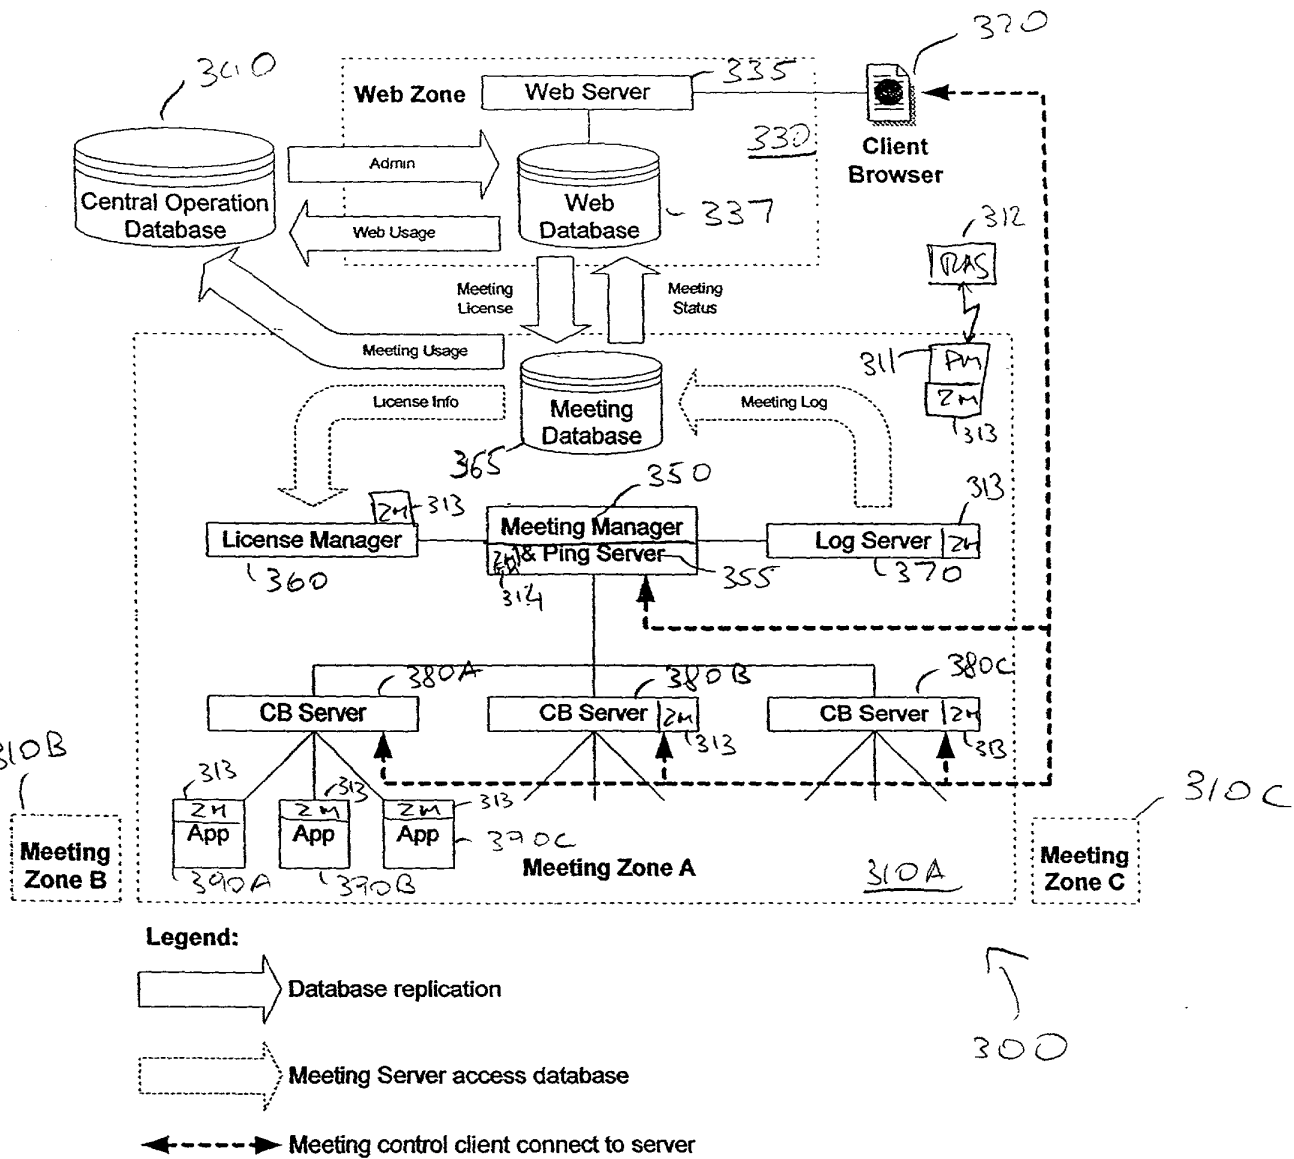 320
340
335
Web Zone
Web Server
330
Client
Browser
Admin
Central Operation
Database
Web
Database
337
Web Usage
312
RAS
Meeting
License
Meeting
Status
311
PM
ZM
313
Meeting Usage
License Info
Meeting
Database
365
Meeting Log
350
ZM
313
313
License Manager
Meeting Manager
& Ping Server
Log Server
ZM
360
314
355
370
380A
380B
380C
CB Server
CB Server
ZM
CB Server
ZM
313
313
310B
313
313
313
310C
ZM
ZM
ZM
App
App
App
390C
Meeting
Zone B
390A
390B
Meeting Zone A
310A
Meeting
Zone C
Legend:
Database replication
300
Meeting Server access database
Meeting control client connect to server